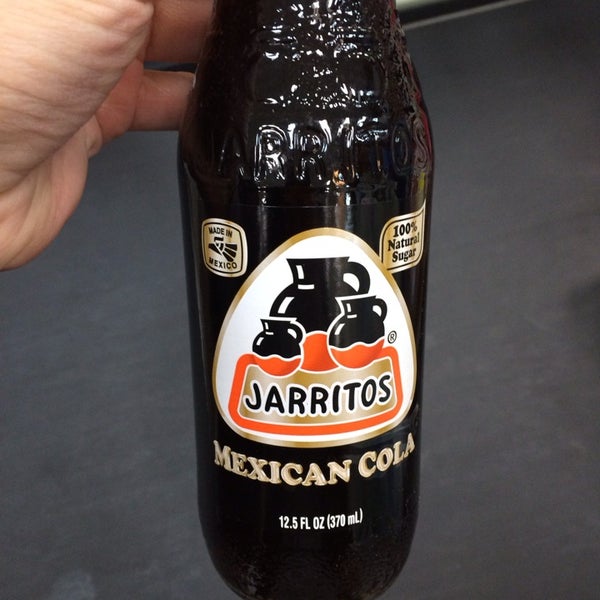 JARRITOS
MADE IN
MEXICO
100%
Natural
Sugar
®
JARRITOS
MEXICAN COLA
12.5 FL OZ (370 mL)